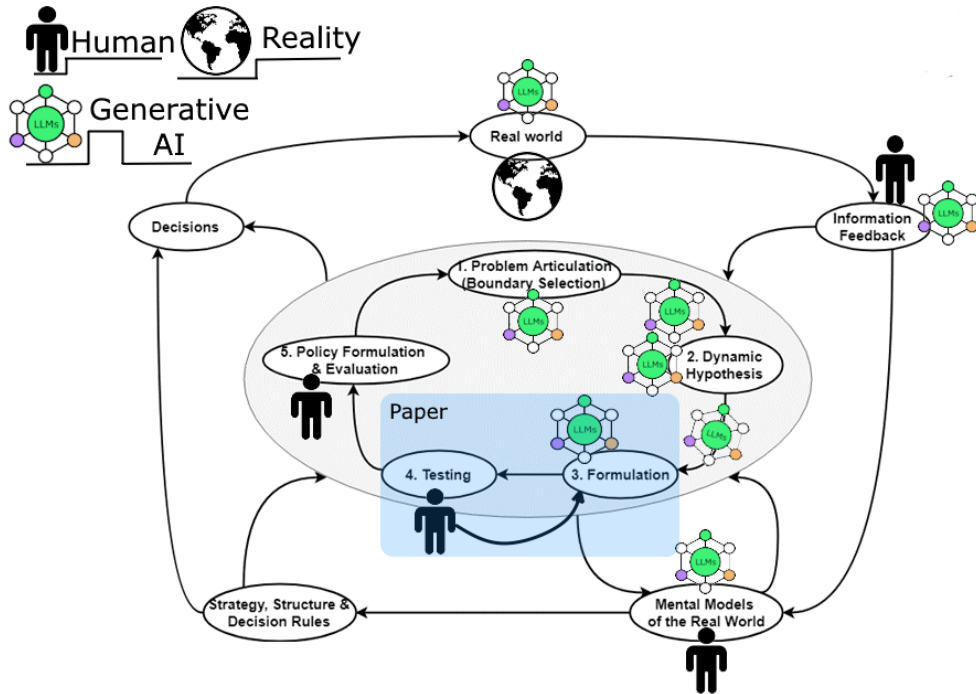 Human
Reality
LLMs
Generative
AI
LLMs
Real world
Decisions
LLMs
Information
Feedback
1. Problem Articulation
(Boundary Selection)
LLMs
LLMs
5. Policy Formulation
& Evaluation
LLMs
2. Dynamic
Hypothesis
Paper
LLMs
LLMs
4. Testing
3. Formulation
LLMs
Strategy, Structure &
Decision Rules
Mental Models
of the Real World